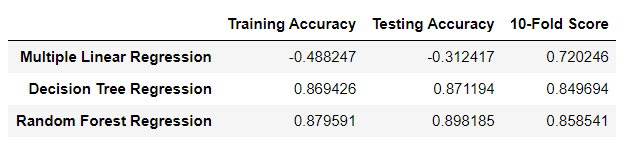 Training Accuracy Testing Accuracy 10-Fold Score
Multiple Linear Regression -0.488247 -0.312417 0.720246
Decision Tree Regression 0.869426 0.871194 0.849694
Random Forest Regression 0.879591 0.898185 0.858541